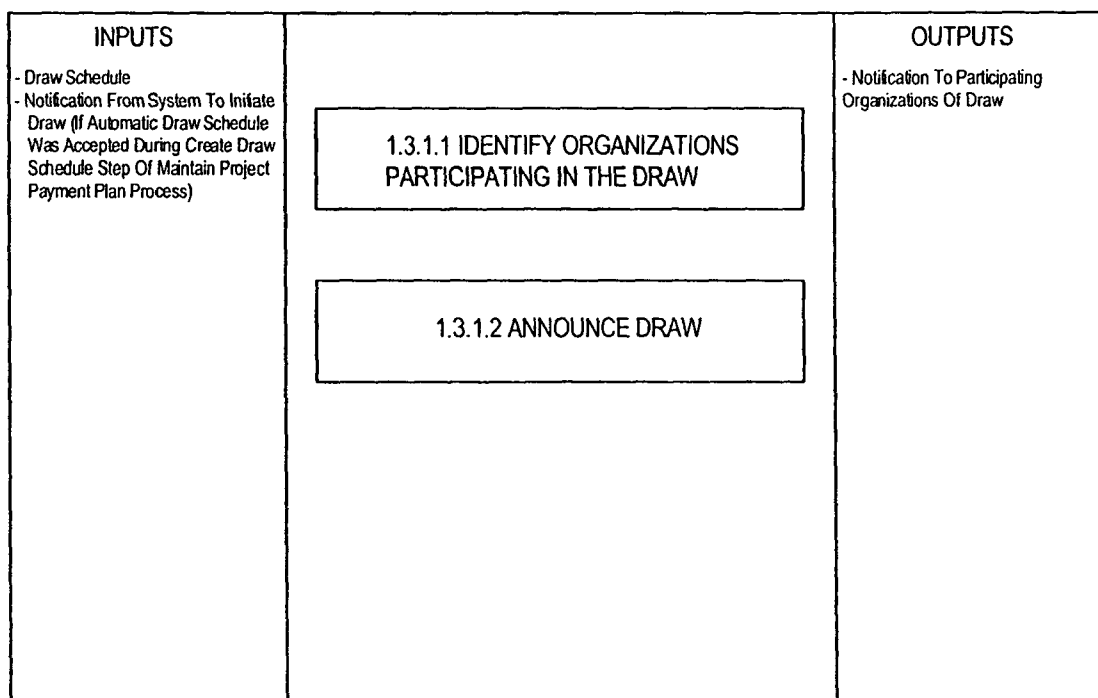 INPUTS
- Draw Schedule
- Notification From System To Initiate
Draw (If Automatic Draw Schedule
Was Accepted During Create Draw
Schedule Step Of Maintain Project
Payment Plan Process)
1.3.1.1 IDENTIFY ORGANIZATIONS
PARTICIPATING IN THE DRAW
1.3.1.2 ANNOUNCE DRAW
OUTPUTS
- Notification To Participating
Organizations Of Draw